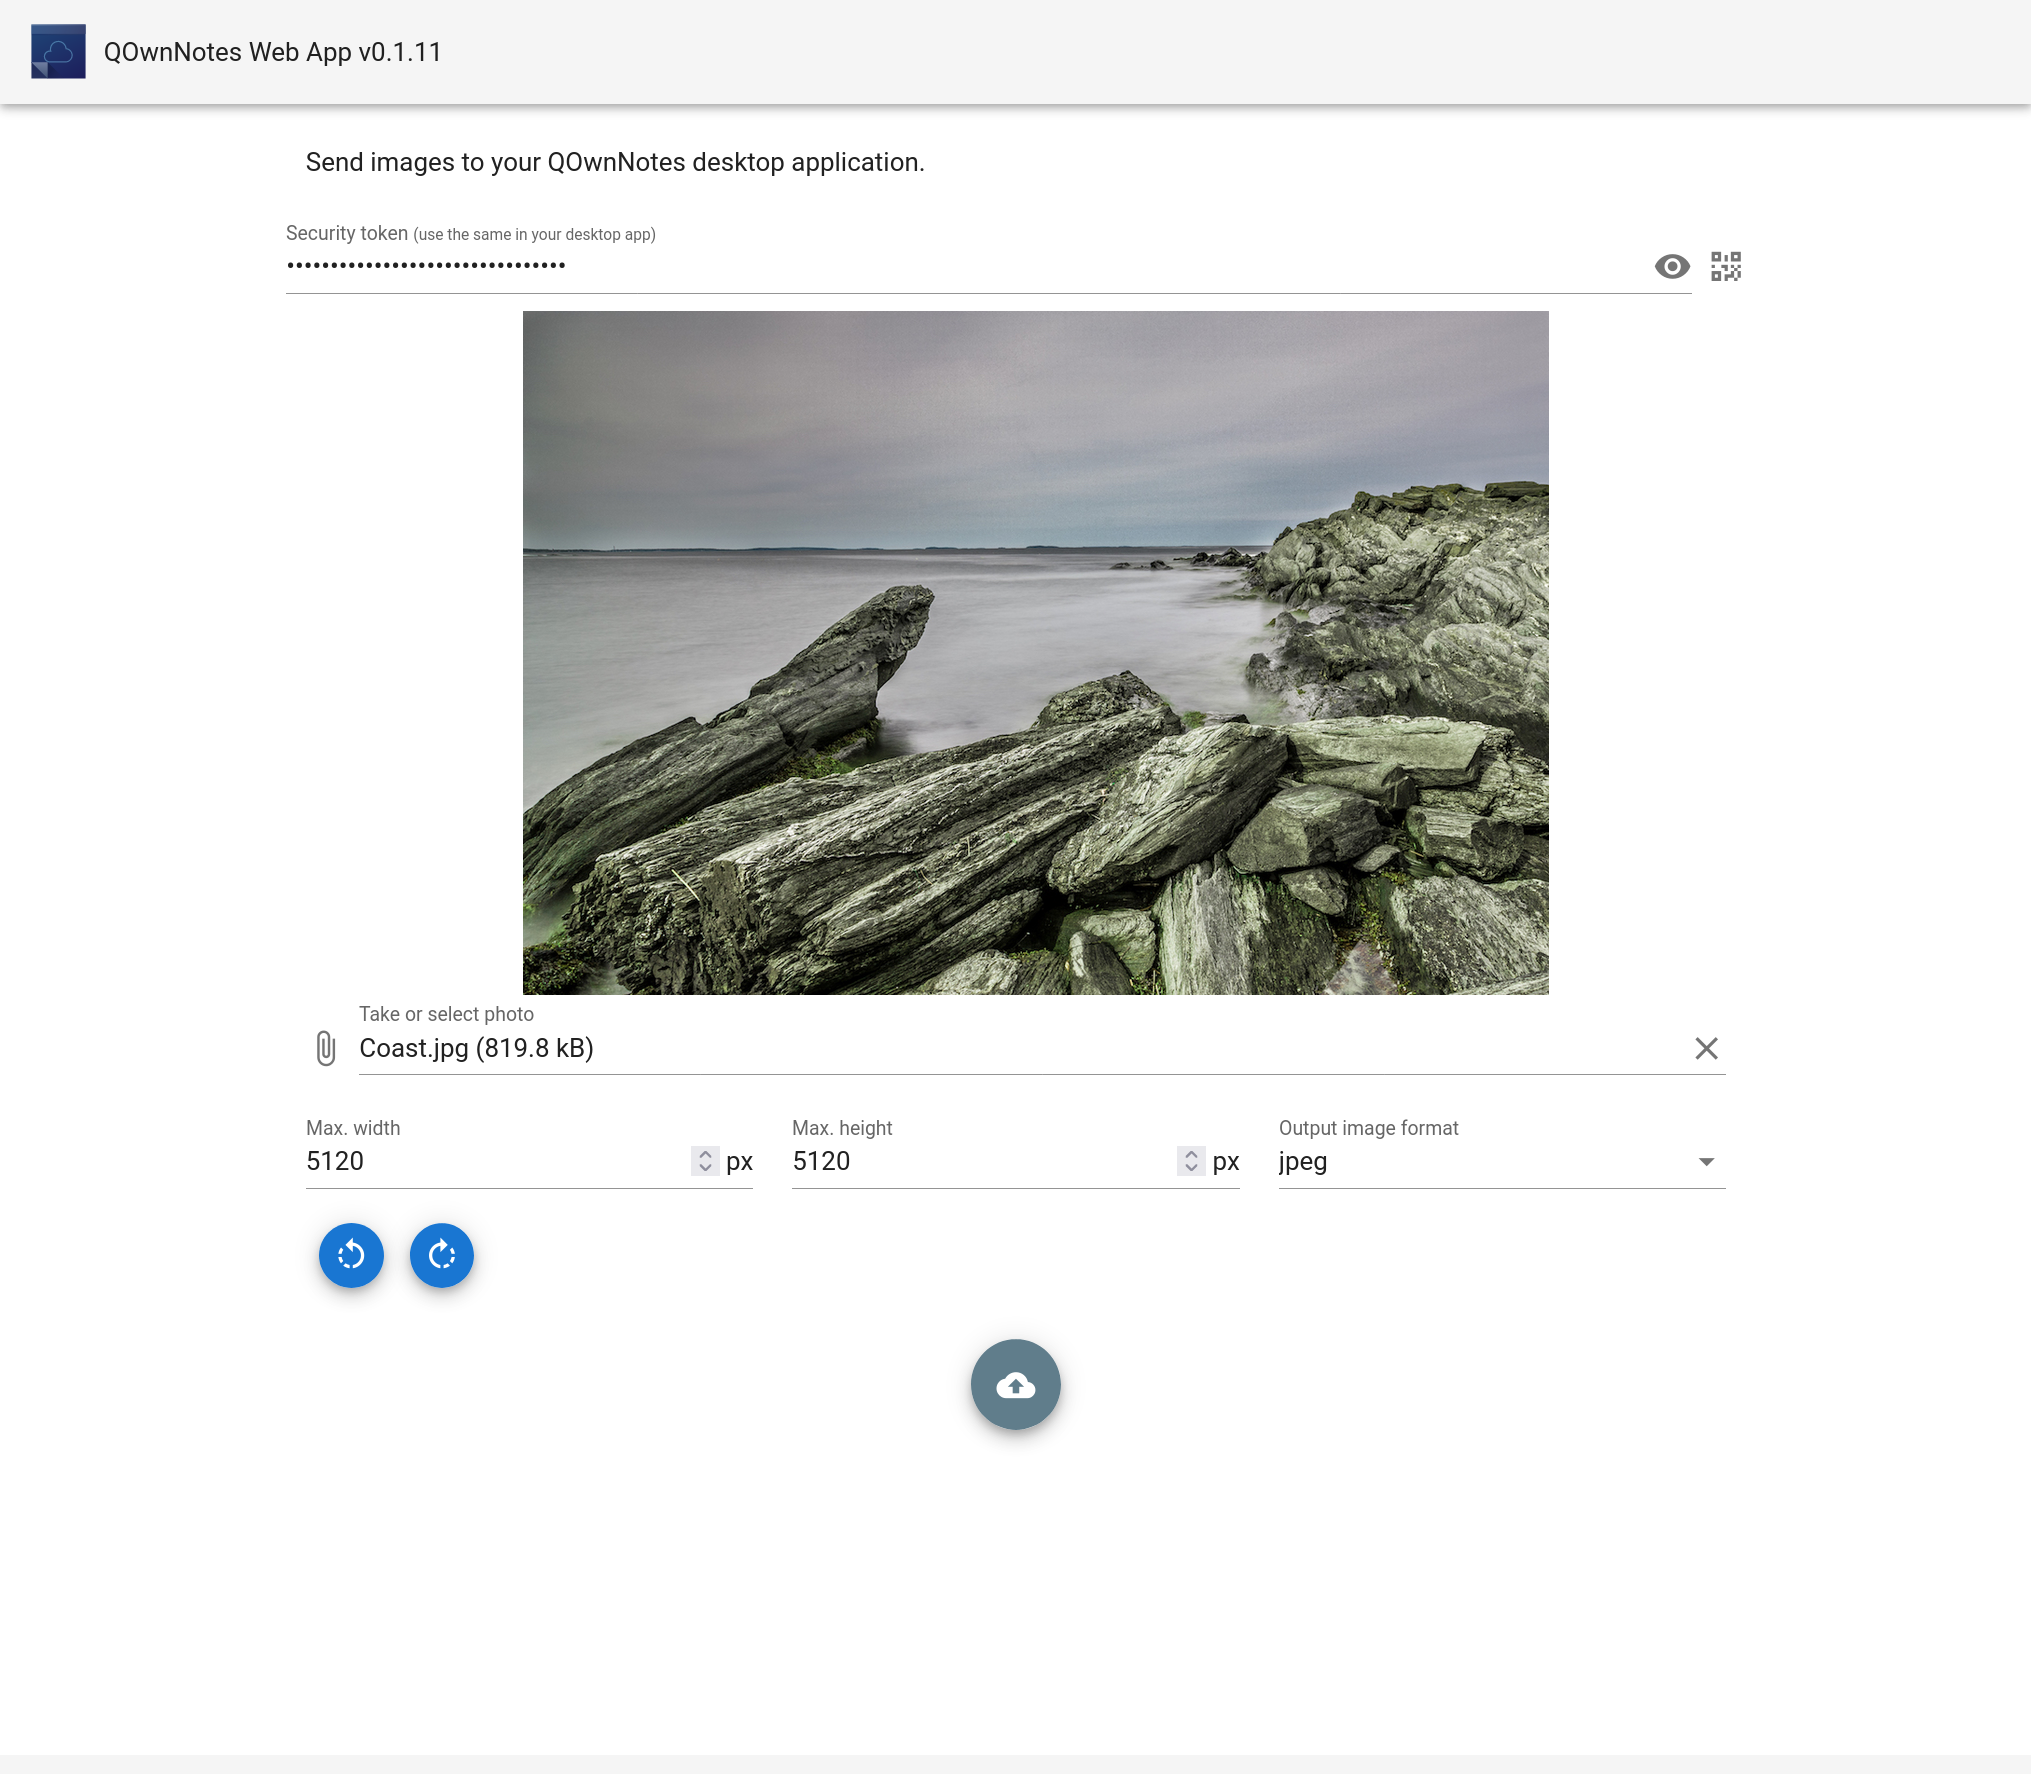 QOwnNotes Web App v0.1.11
Send images to your QOwnNotes desktop application.
Security token (use the same in your desktop app)
••••••••••••••••••••••••••••••••
Take or select photo
Coast.jpg (819.8 kB)
Max. width
5120 px
Max. height
5120 px
Output image format
jpeg